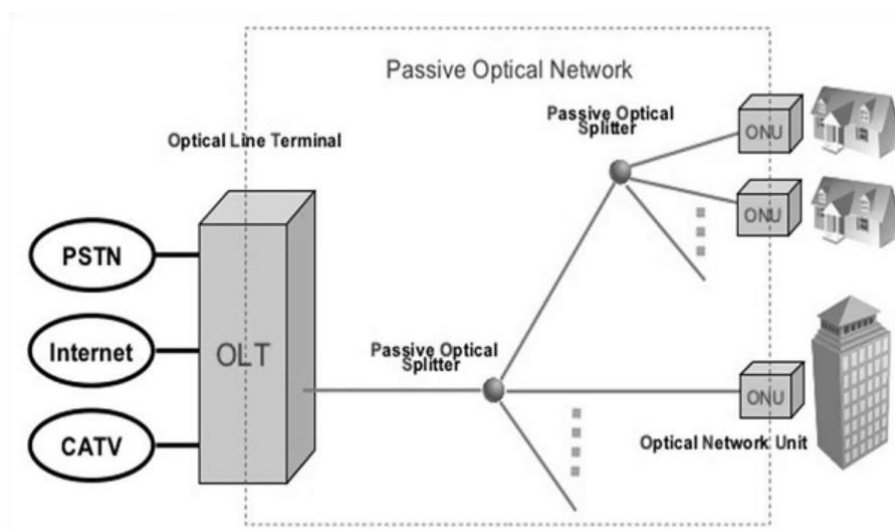 Passive Optical Network
Passive Optical
Splitter
ONU
Optical Line Terminal
ONU
PSTN
Internet
OLT
Passive Optical
Splitter
ONU
CATV
Optical Network Unit